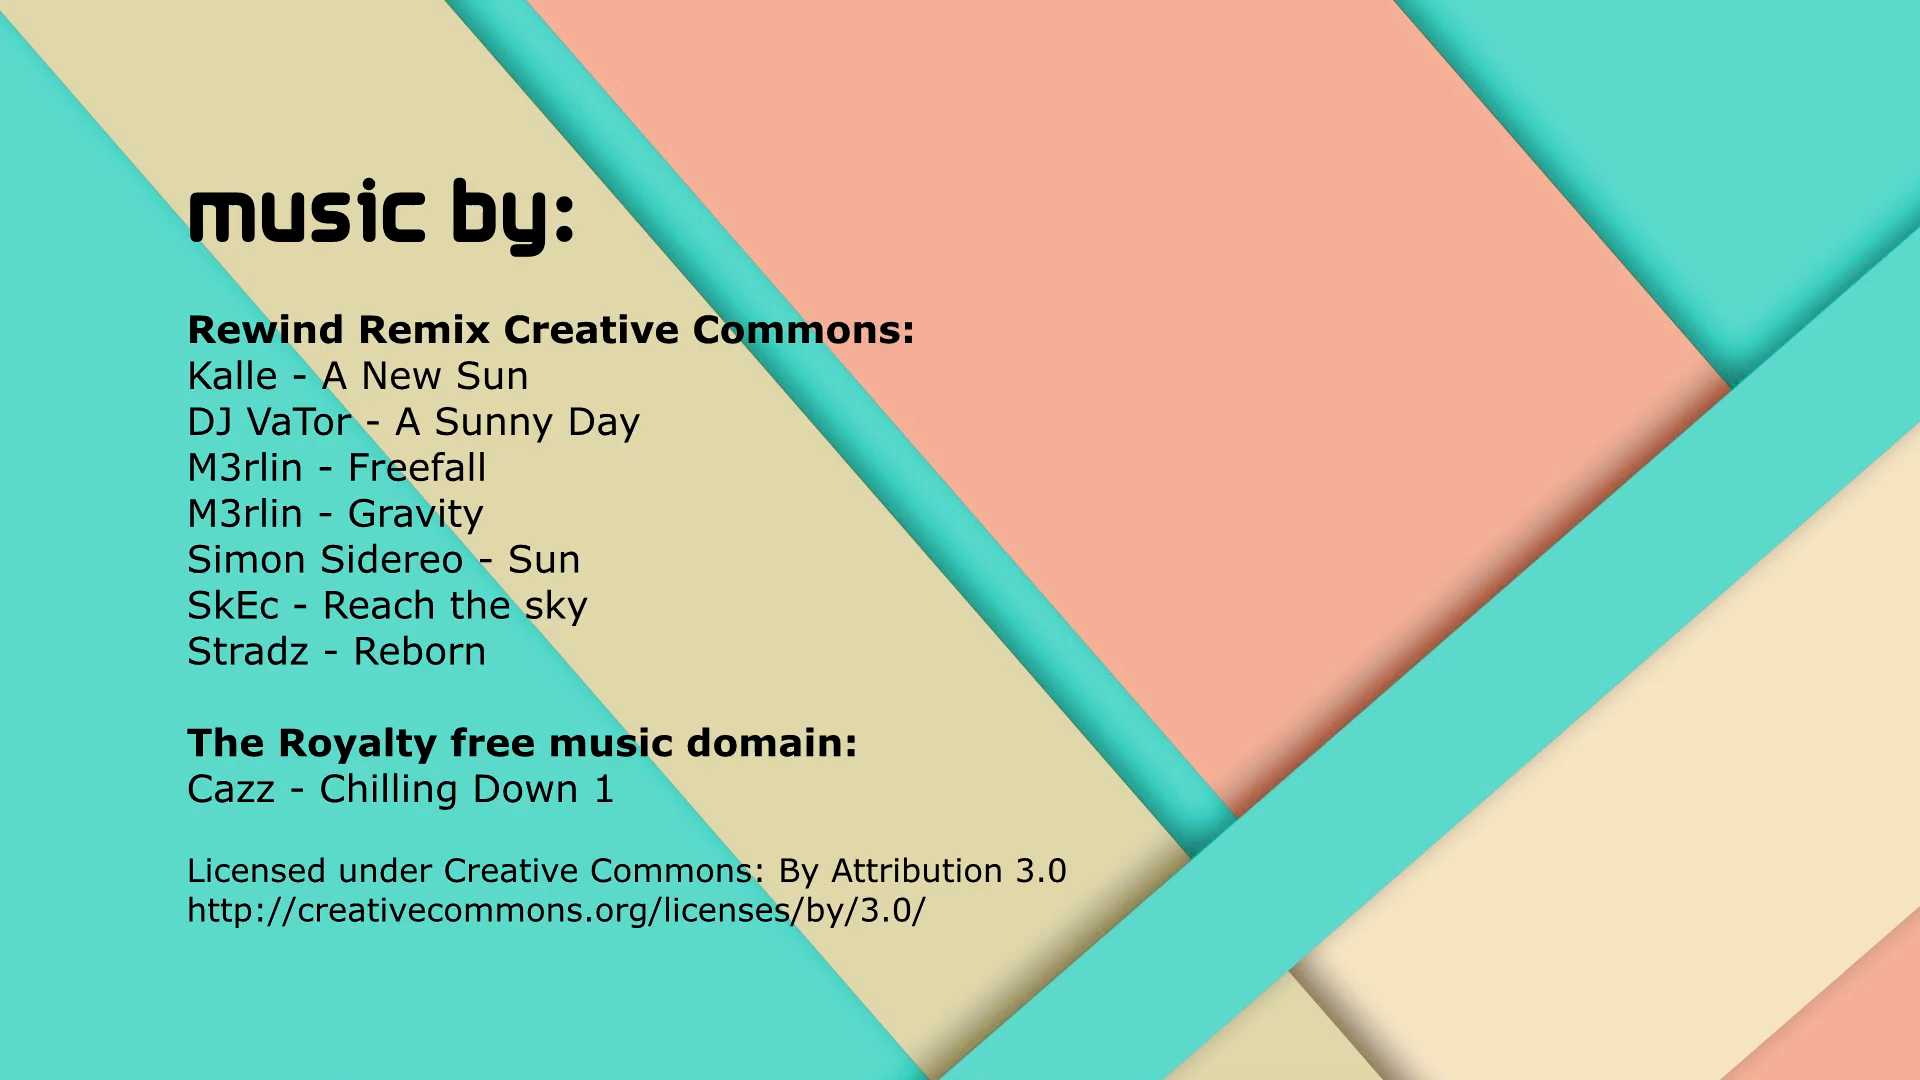 music by:
Rewind Remix Creative Commons:
Kalle - A New Sun
DJ VaTor - A Sunny Day
M3rlin - Freefall
M3rlin - Gravity
Simon Sidereo - Sun
SkEc - Reach the sky
Stradz - Reborn
The Royalty free music domain:
Cazz - Chilling Down 1
Licensed under Creative Commons: By Attribution 3.0
http://creativecommons.org/licenses/by/3.0/